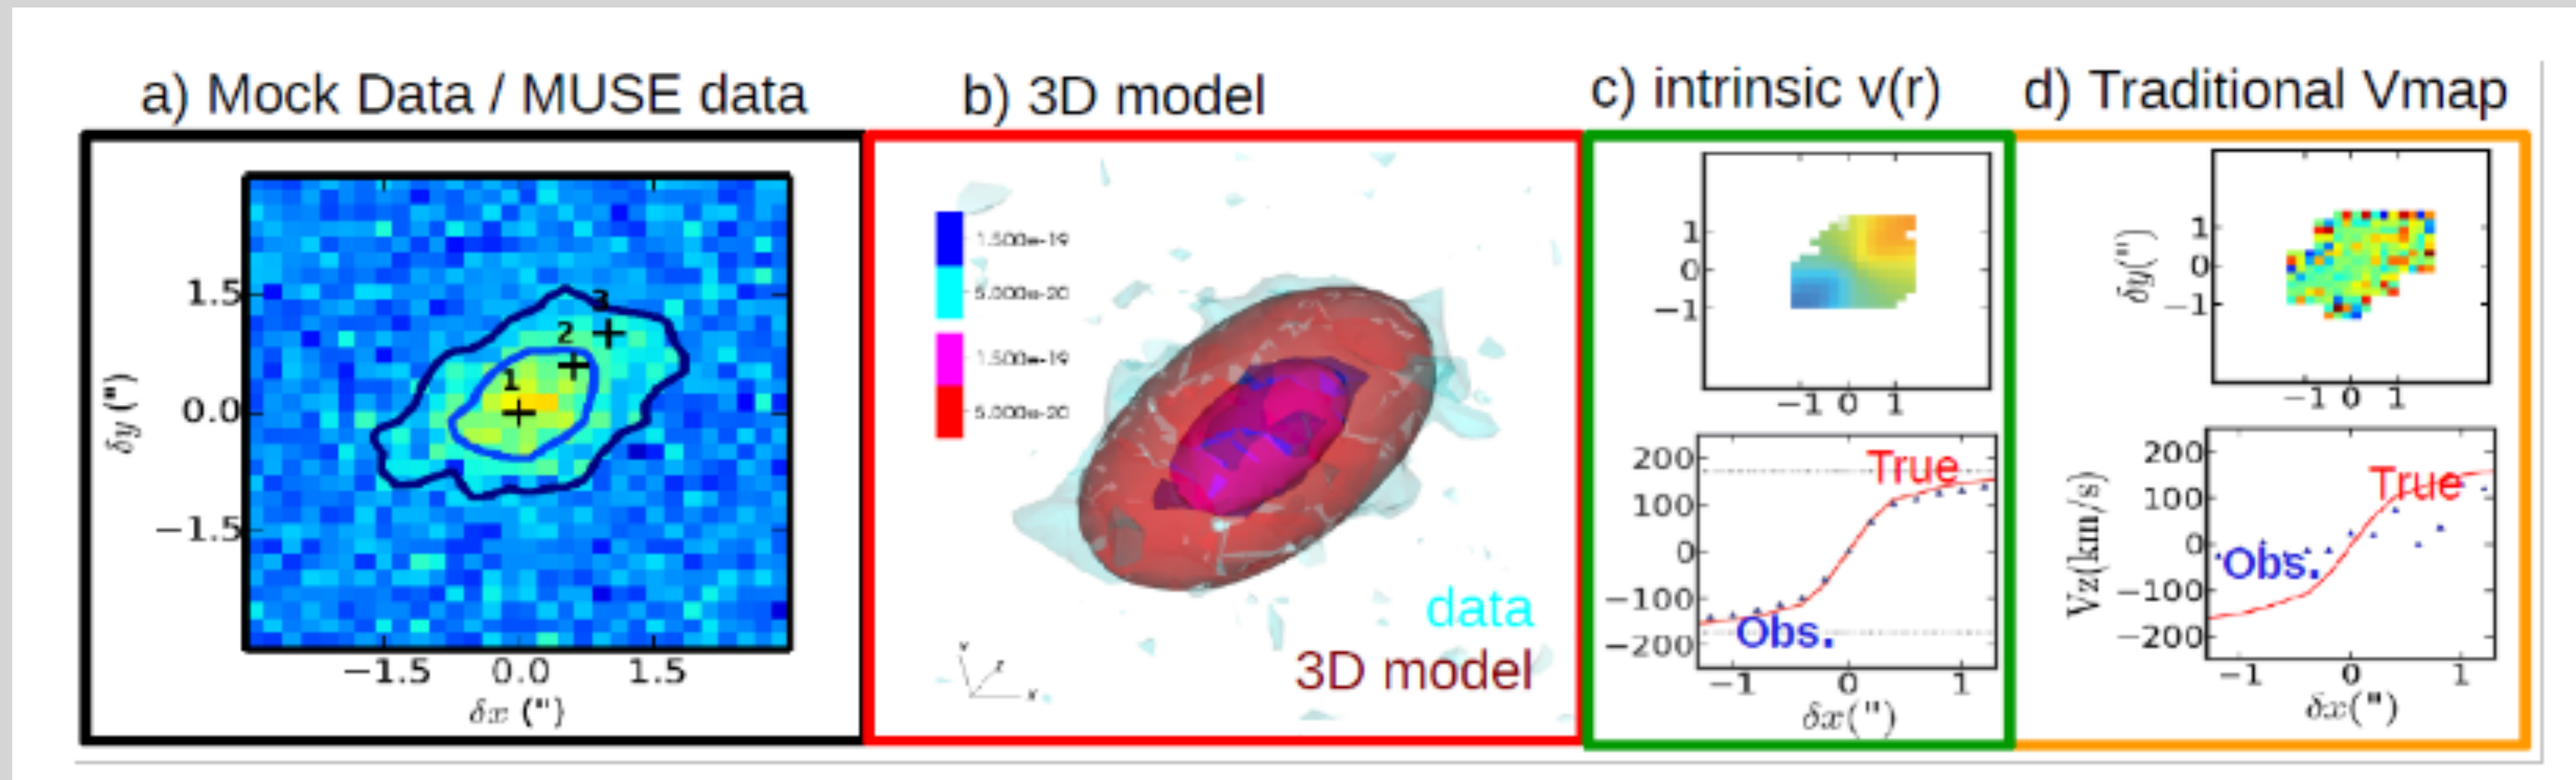 a) Mock Data / MUSE data
b) 3D model
c) intrinsic v(r)
d) Traditional Vmap
δy (")
1.5
0.0
−1.5
1
2
3
−1.5 0.0 1.5
δx (")
1.500e-19
5.000e-20
1.500e-19
5.000e-20
data
3D model
Y
Z
X
1
0
−1
−1 0 1
200
100
0
−100
−200
True
Obs.
−1 0 1
δx(")
δy(")
1
0
−1
−1 0 1
Vz(km/s)
200
100
0
−100
−200
True
Obs.
−1 0 1
δx(")